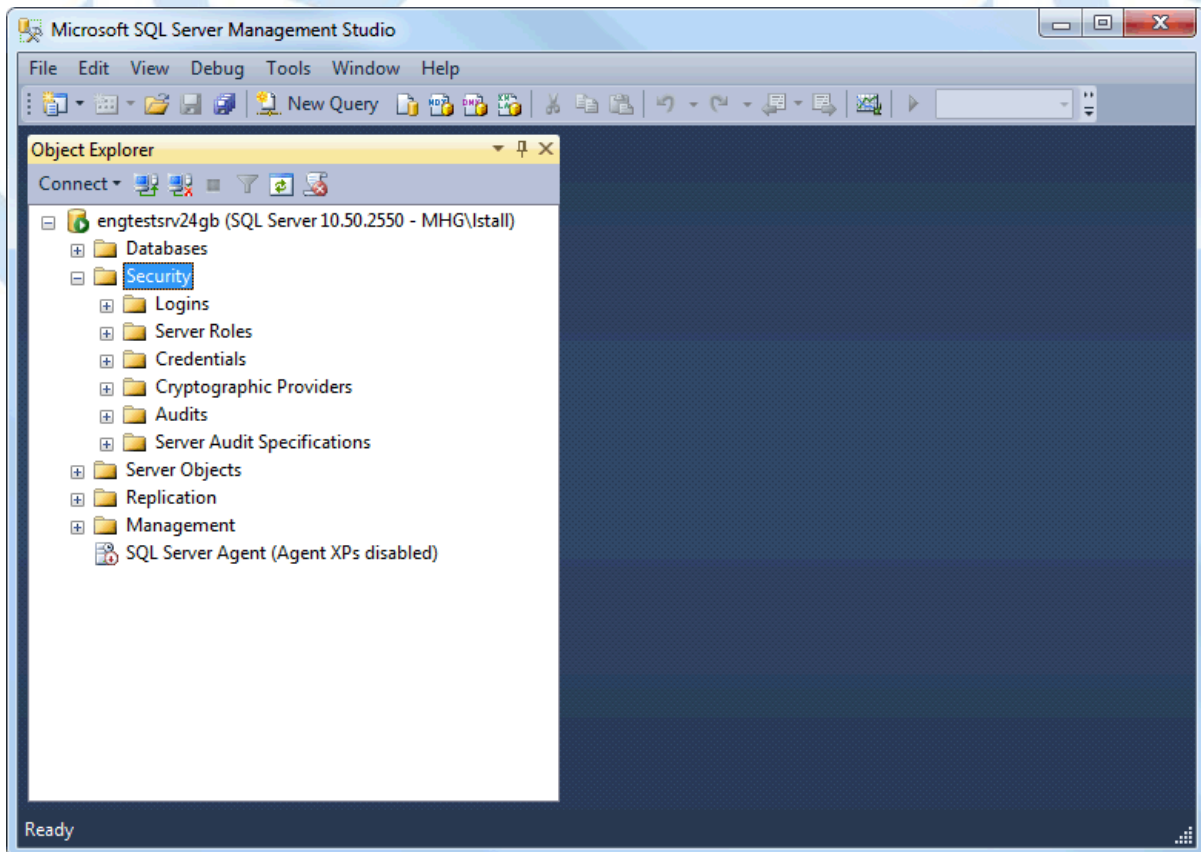 Microsoft SQL Server Management Studio
File Edit View Debug Tools Window Help
New Query
Object Explorer
Connect
engtestsrv24gb (SQL Server 10.50.2550 - MHG\lstall)
Databases
Security
Logins
Server Roles
Credentials
Cryptographic Providers
Audits
Server Audit Specifications
Server Objects
Replication
Management
SQL Server Agent (Agent XPs disabled)
Ready